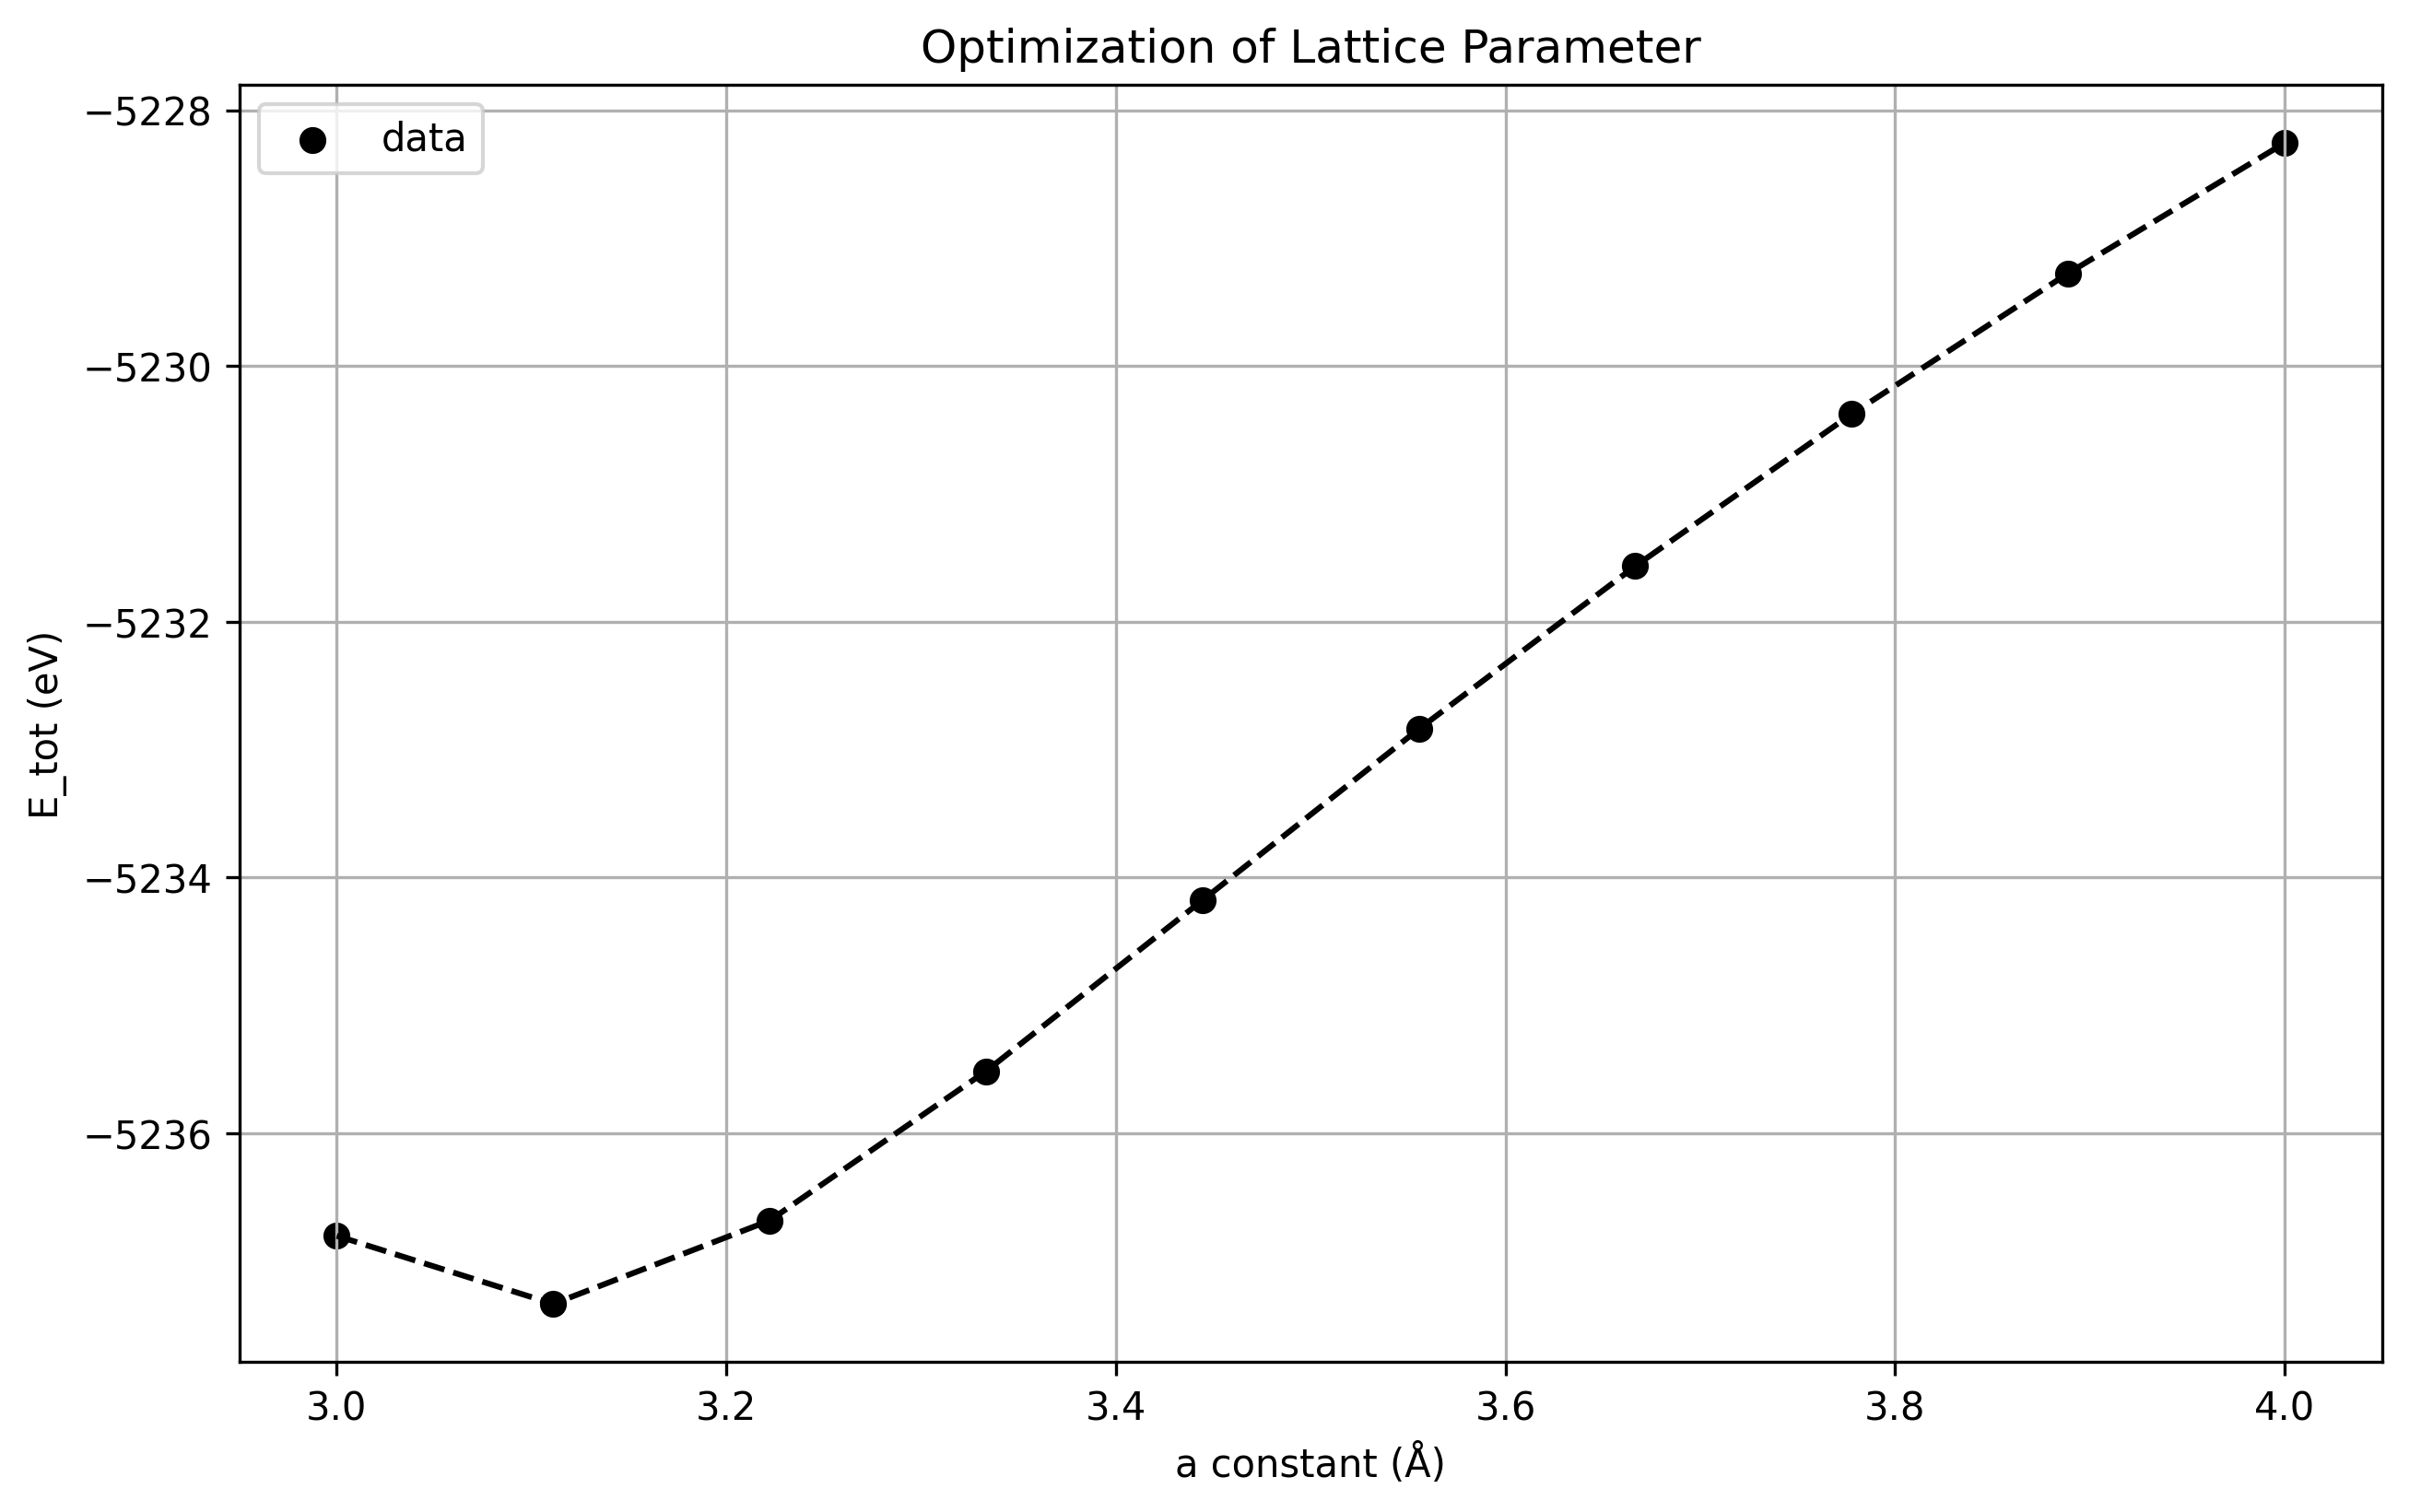 Optimization of Lattice Parameter
data
E_tot (eV)
−5228
−5230
−5232
−5234
−5236
3.0 3.2 3.4 3.6 3.8 4.0
a constant (Å)